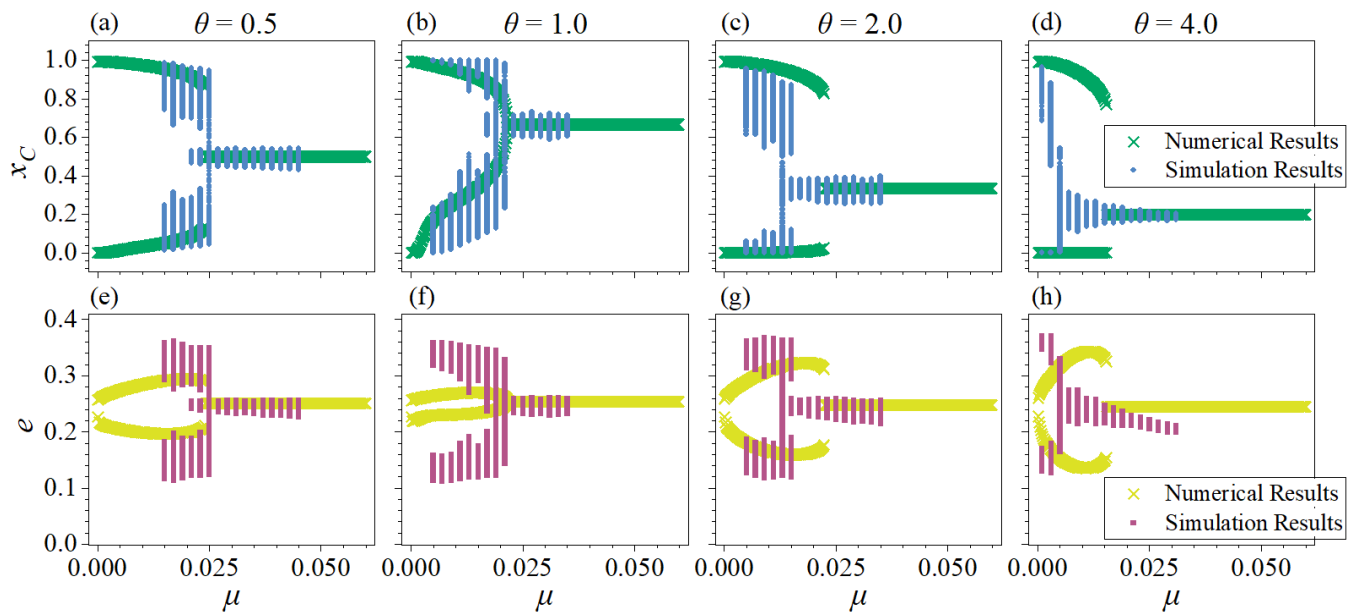 (a) θ = 0.5 (b) θ = 1.0 (c) θ = 2.0 (d) θ = 4.0
1.0
0.8
0.6
0.4
0.2
0.0
x_C
Numerical Results
Simulation Results
(e) (f) (g) (h)
0.4
0.3
0.2
0.1
0.0
e
Numerical Results
Simulation Results
0.000 0.025 0.050 0.000 0.025 0.050 0.000 0.025 0.050 0.000 0.025 0.050
μ μ μ μ